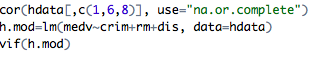 cor(hdata[,c(1,6,8)], use="na.or.complete")
h.mod=lm(medv~crim+rm+dis, data=hdata)
vif(h.mod)